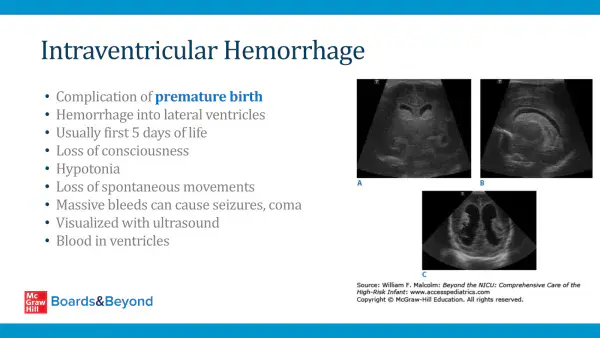 Intraventricular Hemorrhage
• Complication of premature birth
• Hemorrhage into lateral ventricles
• Usually first 5 days of life
• Loss of consciousness
• Hypotonia
• Loss of spontaneous movements
• Massive bleeds can cause seizures, coma
• Visualized with ultrasound
• Blood in ventricles
A
B
C
Source: William F. Malcolm: Beyond the NICU: Comprehensive Care of the
High-Risk Infant: www.accesspediatrics.com
Copyright © McGraw-Hill Education. All rights reserved.
Mc
Graw
Hill
Boards&Beyond